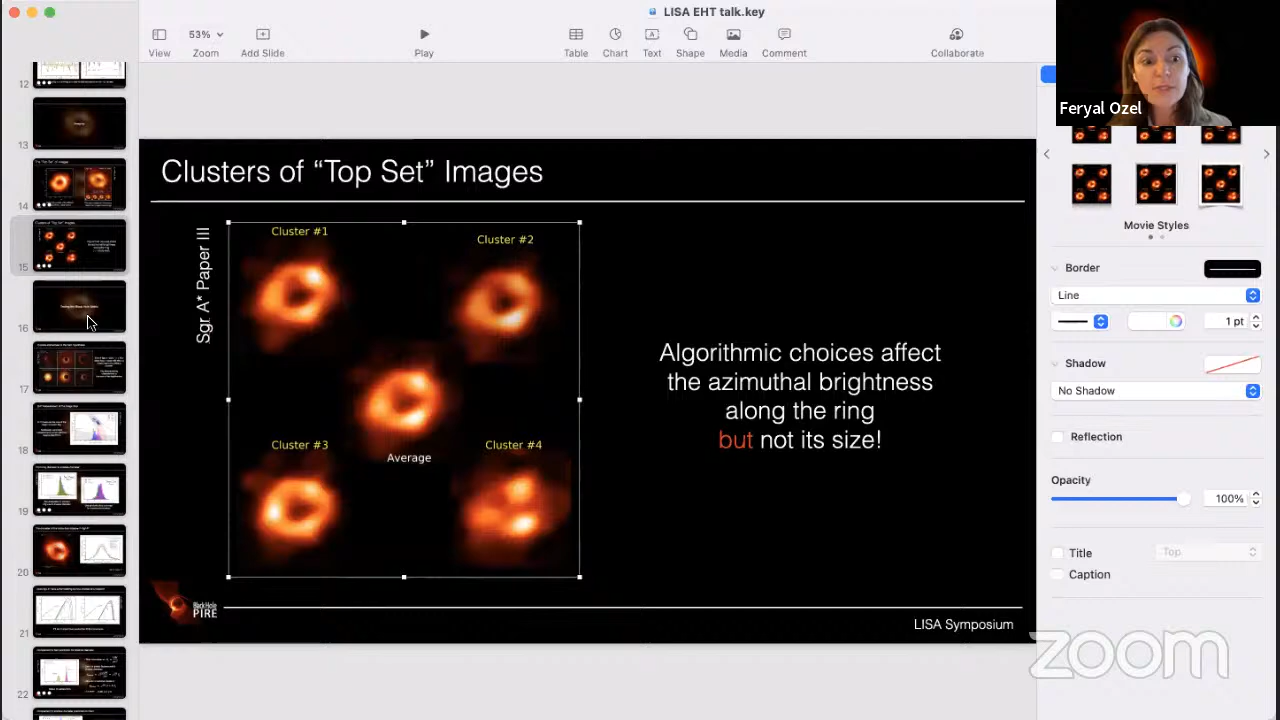 LISA EHT talk.key
53%
View
Zoom
Add Slide
Play
Table
Chart
Text
Shape
Media
Comment
Collaborate
Feryal Ozel
12
13
14
15
16
17
18
19
20
21
22
Clusters of “Top Set” Images
Sgr A* Paper III
Cluster #1
Cluster #2
Cluster #3
Cluster #4
Average
Algorithmic choices affect
the azimuthal brightness
along the ring
but not its size!
Black Hole
PIRE
LISA Symposium
Movie Styles
Border
Line
1 pt
Shadow
No Shadow
Reflection
Opacity
100%
Title
Top
Caption
zoom